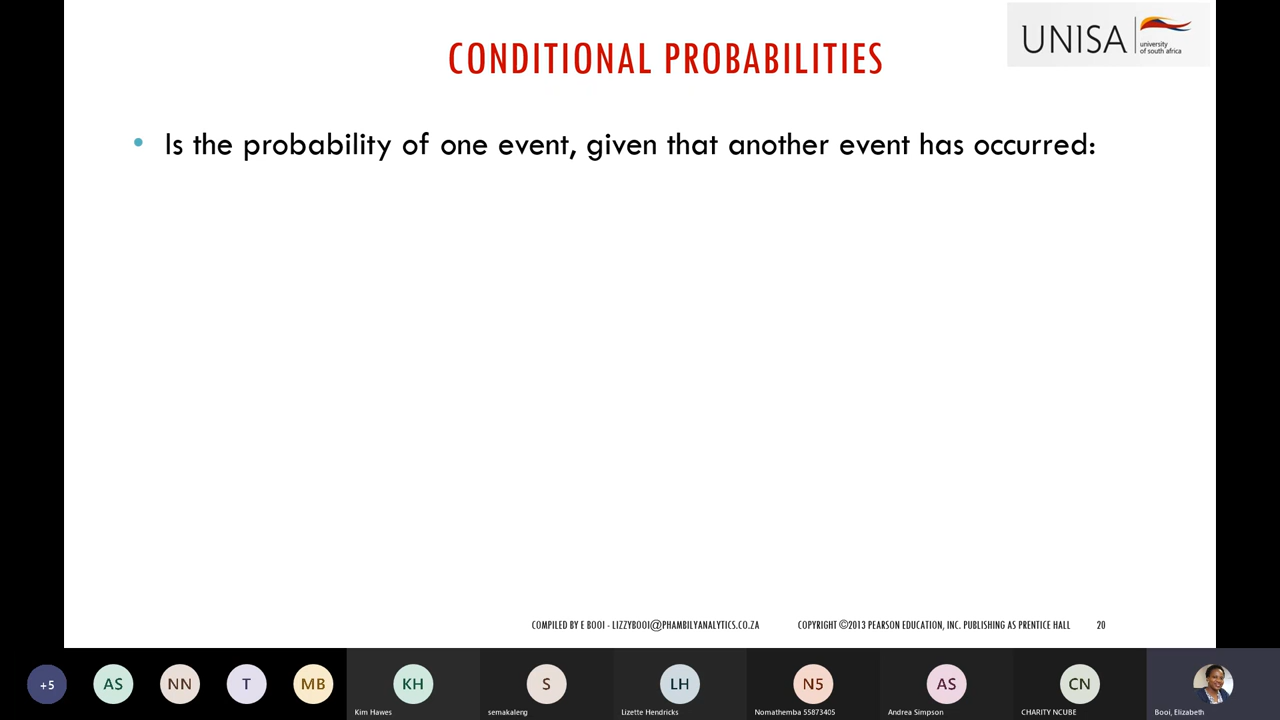 UNISA
university
of south africa
CONDITIONAL PROBABILITIES
• Is the probability of one event, given that another event has occurred:
COMPILED BY E BOOI - LIZZYBOOI@PHAMBILYANALYTICS.CO.ZA COPYRIGHT ©2013 PEARSON EDUCATION, INC. PUBLISHING AS PRENTICE HALL 20
+5 AS NN T MB KH S LH N5 AS CN
Kim Hawes semakaleng Lizette Hendricks Nomathemba 55873405 Andrea Simpson CHARITY NCUBE Booi, Elizabeth